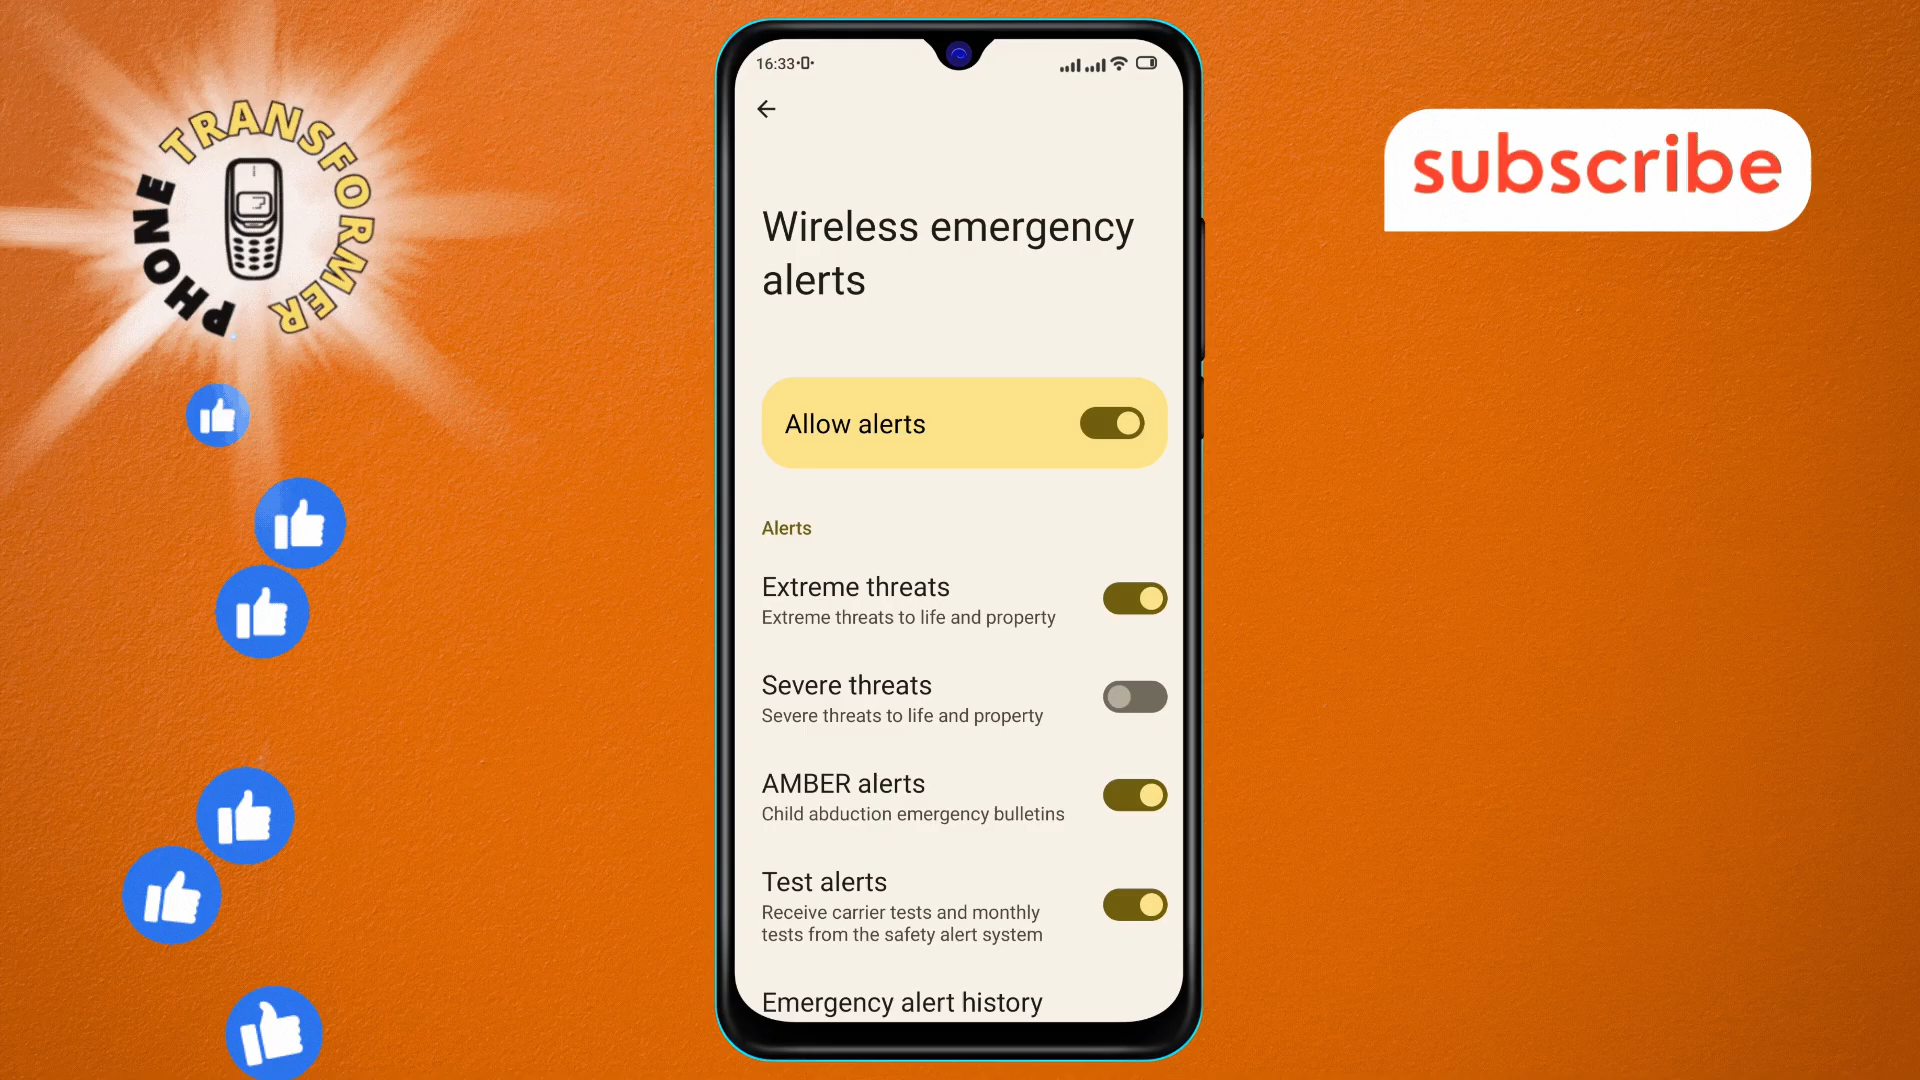 PHONE TRANSFORMER
16:33
Wireless emergency
alerts
Allow alerts
Alerts
Extreme threats
Extreme threats to life and property
Severe threats
Severe threats to life and property
AMBER alerts
Child abduction emergency bulletins
Test alerts
Receive carrier tests and monthly
tests from the safety alert system
Emergency alert history
subscribe